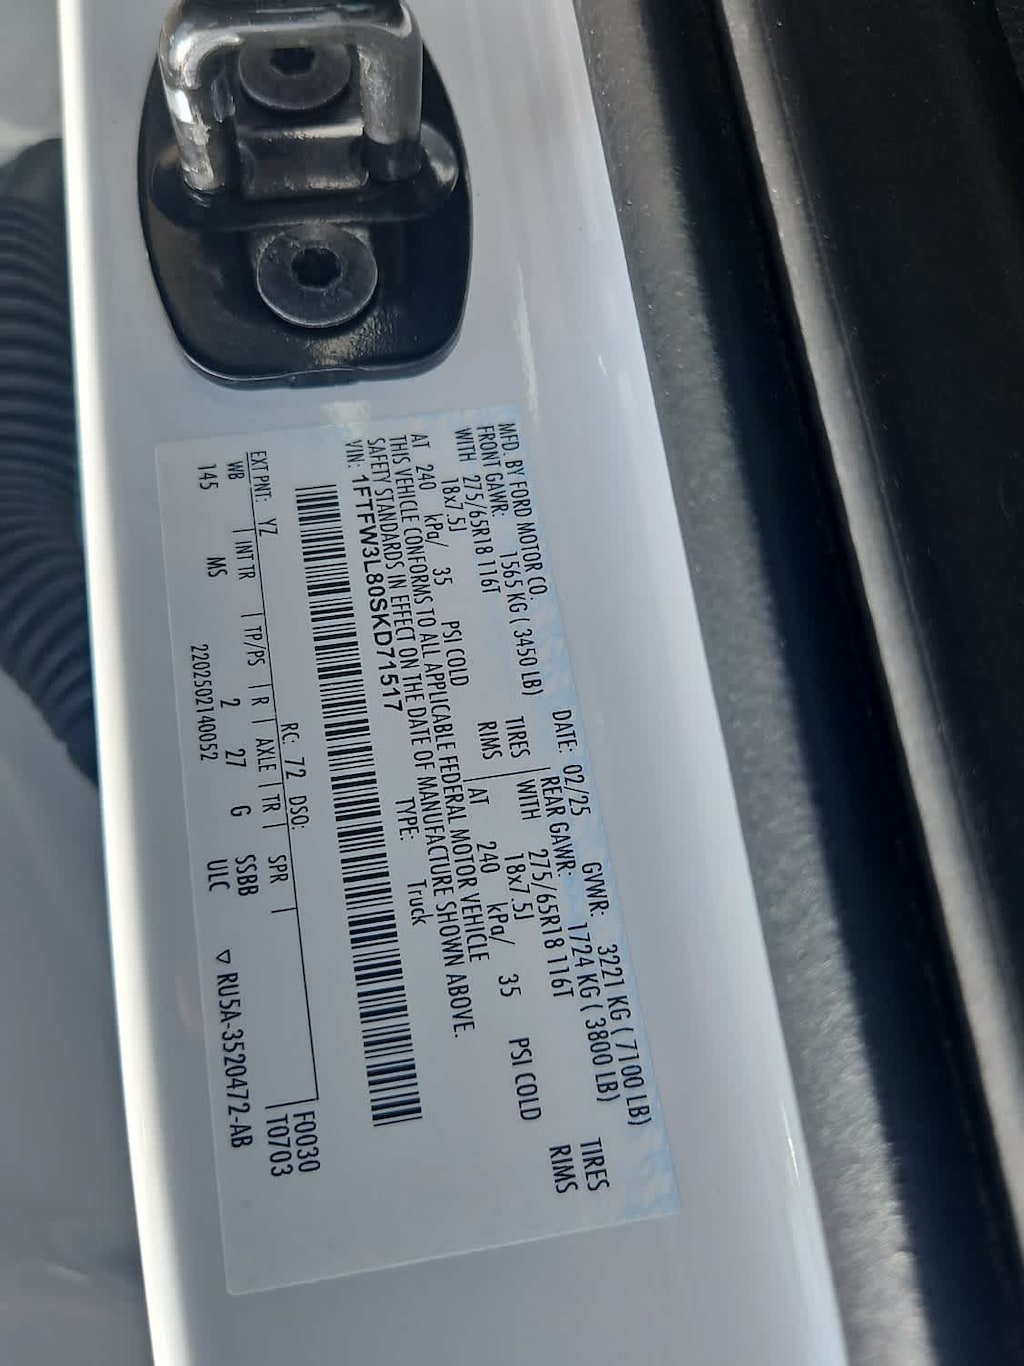 MFD. BY FORD MOTOR CO.
DATE: 02/25 GVWR: 3221 KG ( 7100 LB)
FRONT GAWR: 1565 KG ( 3450 LB) REAR GAWR: 1724 KG ( 3800 LB)
WITH 275/65R18 116T TIRES WITH 275/65R18 116T TIRES
18x7.5J RIMS 18x7.5J RIMS
AT 240 kPa/ 35 PSI COLD AT 240 kPa/ 35 PSI COLD
THIS VEHICLE CONFORMS TO ALL APPLICABLE FEDERAL MOTOR VEHICLE
SAFETY STANDARDS IN EFFECT ON THE DATE OF MANUFACTURE SHOWN ABOVE.
VIN: 1FTFW3L80SKD71517 TYPE: Truck
F0030
T0703
EXT PNT: YZ RC: 72 DSO:
WB INT TR TP/PS R AXLE TR SPR
145 MS 2 27 G SSBB
2202502140052 ULC ▽ RU5A-3520472-AB